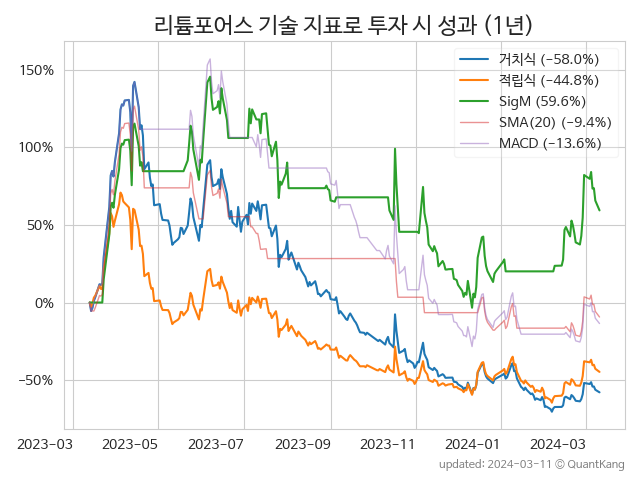 리튬포어스 기술 지표로 투자 시 성과 (1년)
거치식 (−58.0%)
적립식 (−44.8%)
SigM (59.6%)
SMA(20) (−9.4%)
MACD (−13.6%)
150%
100%
50%
0%
−50%
2023-03 2023-05 2023-07 2023-09 2023-11 2024-01 2024-03
updated: 2024-03-11 © QuantKang